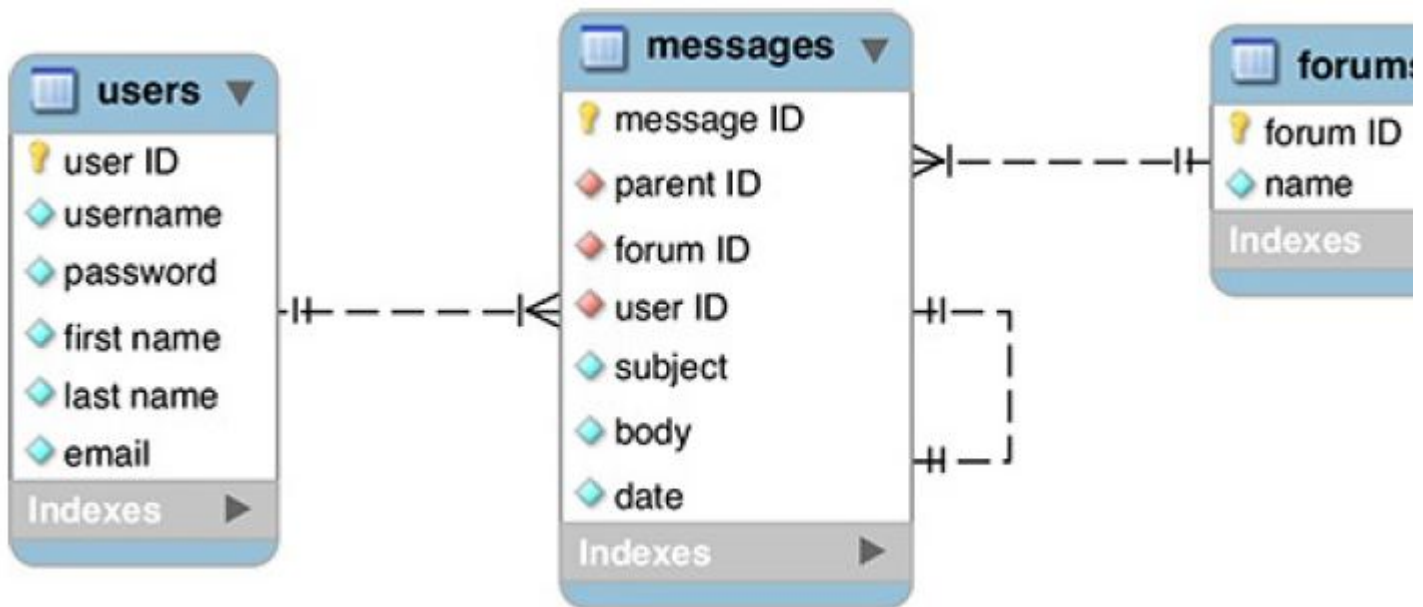 users
user ID
username
password
first name
last name
email
Indexes
messages
message ID
parent ID
forum ID
user ID
subject
body
date
Indexes
forums
forum ID
name
Indexes